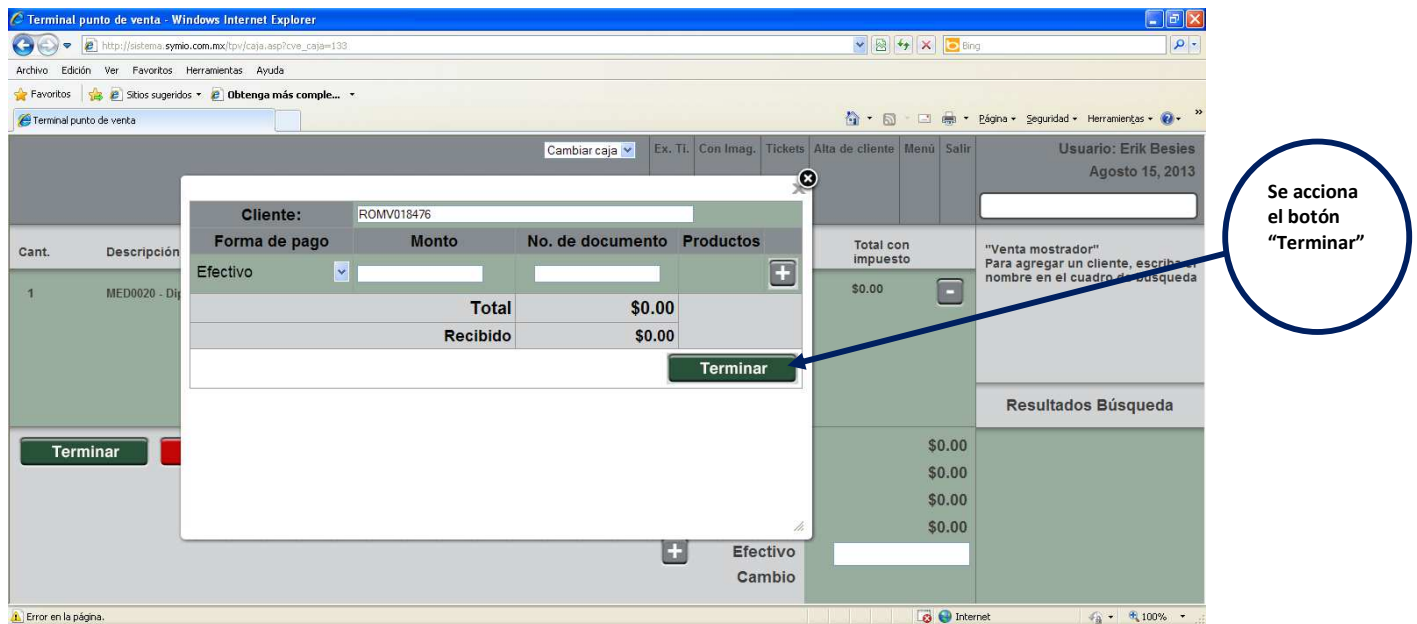 Terminal punto de venta - Windows Internet Explorer
http://sistema.symio.com.mx/tpv/caja.asp?cve_caja=133
Bing
Archivo Edición Ver Favoritos Herramientas Ayuda
Favoritos Sitios sugeridos Obtenga más comple...
Terminal punto de venta
Página Seguridad Herramientas »
Cambiar caja Ex. Ti. Con Imag. Tickets Alta de cliente Menú Salir Usuario: Erik Besies
Agosto 15, 2013
Cliente: ROMV018476
Forma de pago Monto No. de documento Productos
Efectivo +
Total $0.00
Recibido $0.00
Terminar
Cant. Descripción Total con impuesto
1 MED0020 - $0.00 -
"Venta mostrador"
Para agregar un cliente, escriba el
nombre en el cuadro de búsqueda
Resultados Búsqueda
Terminar
$0.00
$0.00
$0.00
$0.00
+ Efectivo
Cambio
Error en la página. Internet 100%
Se acciona
el botón
“Terminar”